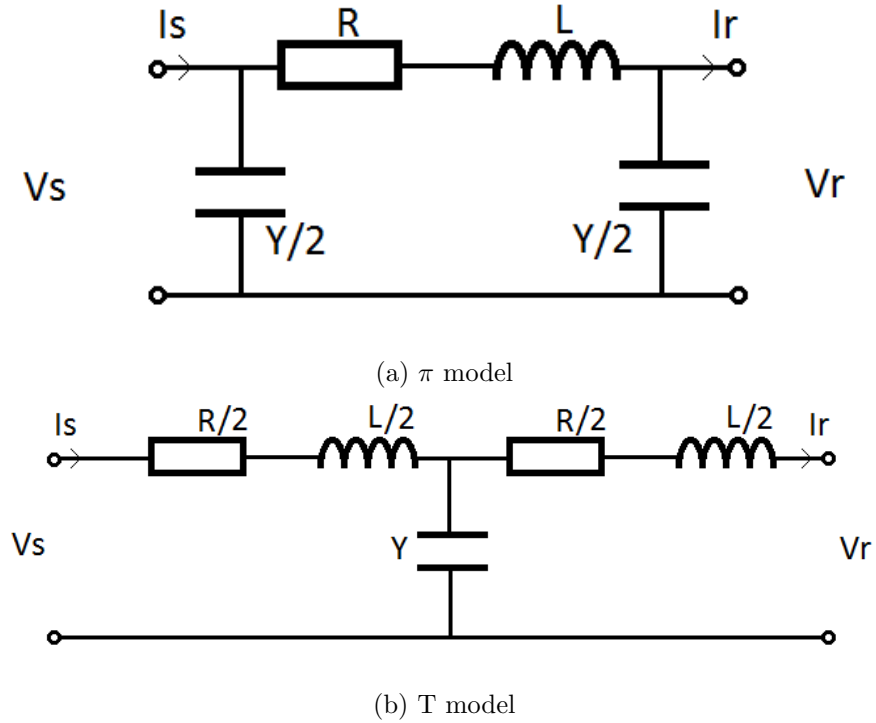 Is R L Ir
Vs Y/2 Y/2 Vr
(a) π model
Is R/2 L/2 R/2 L/2 Ir
Vs Y Vr
(b) T model